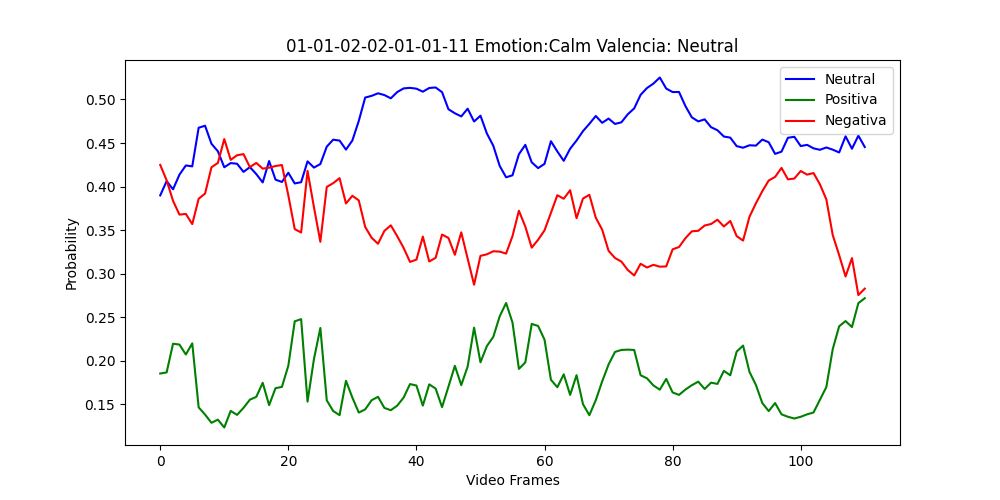 01-01-02-02-01-01-11 Emotion:Calm Valencia: Neutral
Neutral
Positiva
Negativa
Probability
0.50
0.45
0.40
0.35
0.30
0.25
0.20
0.15
0 20 40 60 80 100
Video Frames